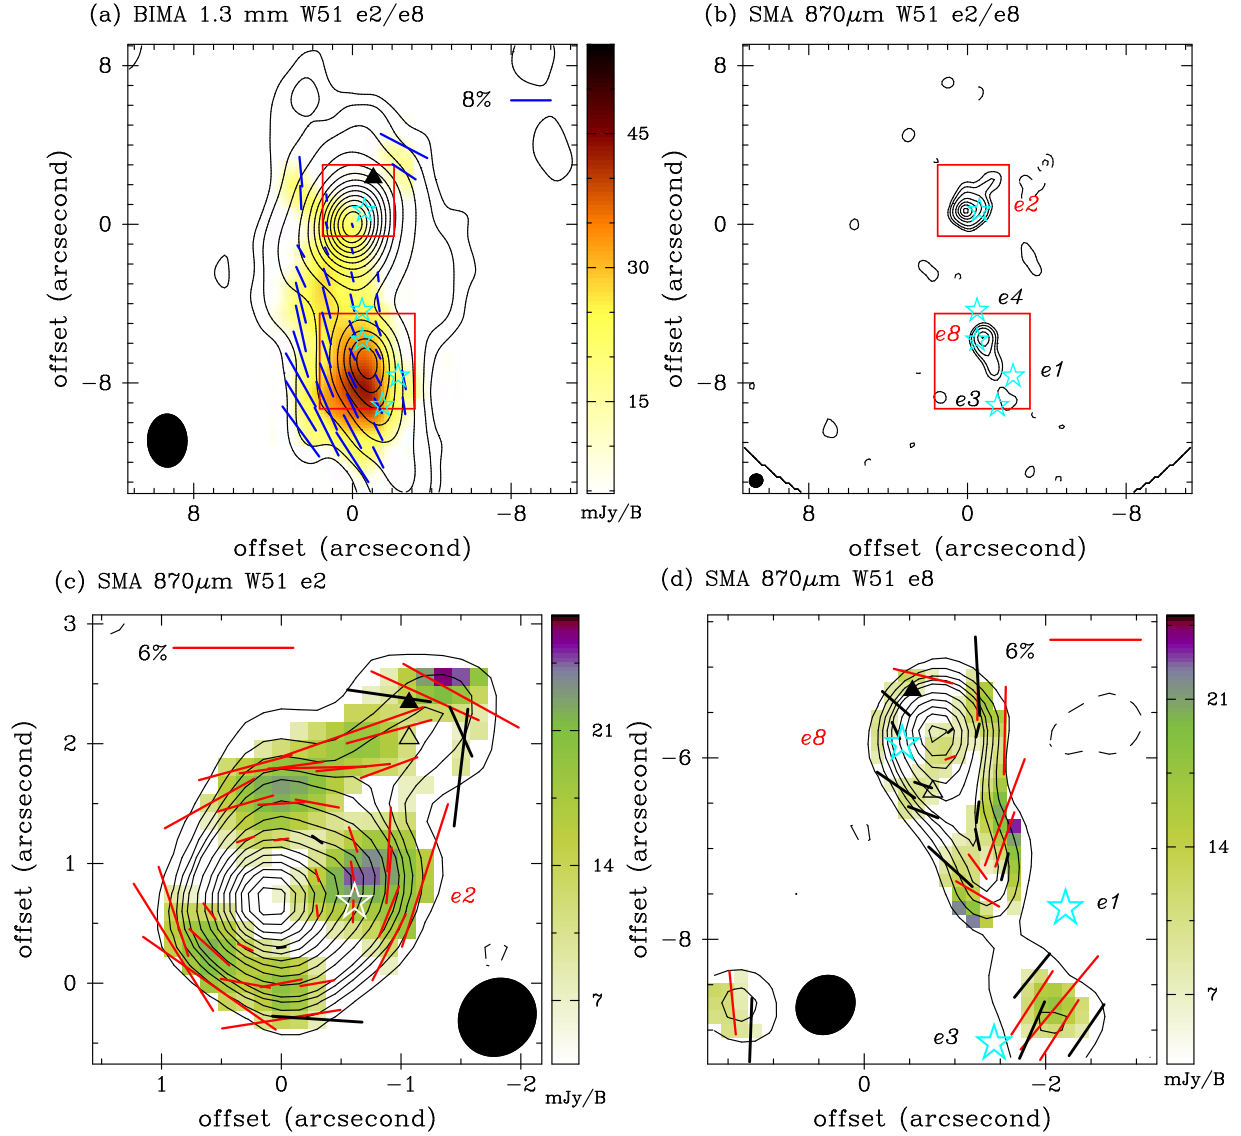 (a) BIMA 1.3 mm W51 e2/e8
(b) SMA 870μm W51 e2/e8
8%
8
0
−8
offset (arcsecond)
45
30
15
mJy/B
8
0
−8
offset (arcsecond)
e2
e4
e8
e1
e3
8
0
−8
offset (arcsecond)
8
0
−8
offset (arcsecond)
(c) SMA 870μm W51 e2
(d) SMA 870μm W51 e8
6%
e2
3
2
1
0
offset (arcsecond)
21
14
7
mJy/B
1
0
−1
−2
offset (arcsecond)
6%
e8
e1
e3
−6
−8
offset (arcsecond)
21
14
7
mJy/B
0
−2
offset (arcsecond)